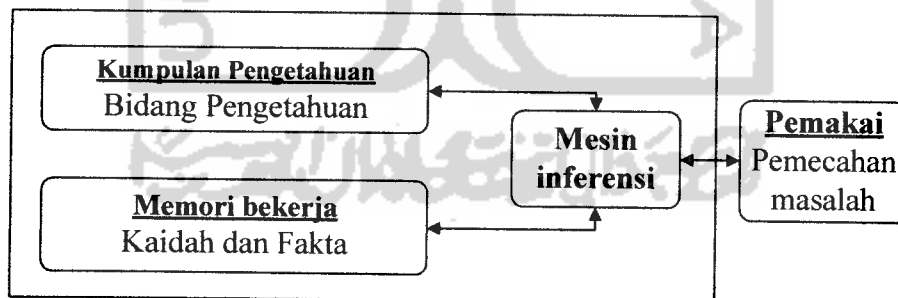 Kumpulan Pengetahuan
Bidang Pengetahuan
Memori bekerja
Kaidah dan Fakta
Mesin
inferensi
Pemakai
Pemecahan
masalah